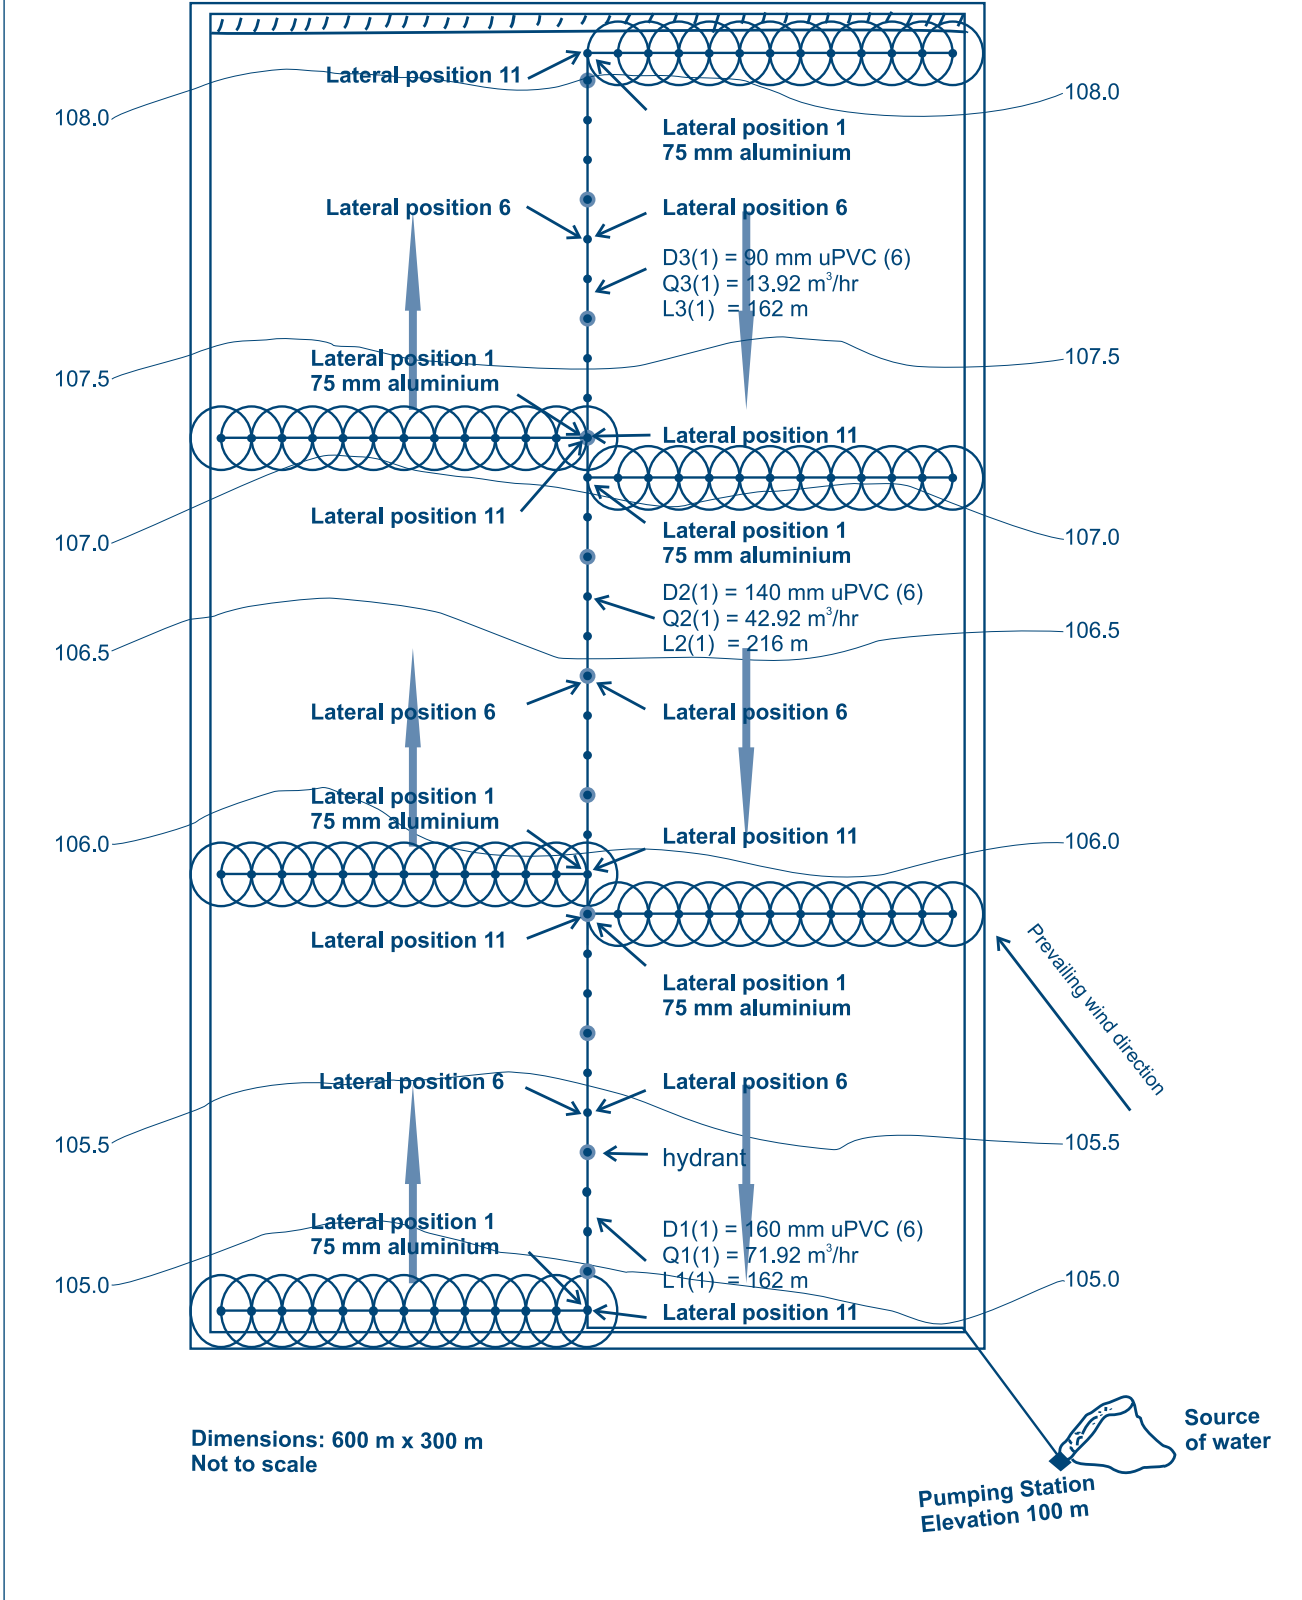 Lateral position 11
108.0
108.0
Lateral position 1
75 mm aluminium
Lateral position 6
Lateral position 6
D3(1) = 90 mm uPVC (6)
Q3(1) = 13.92 m³/hr
L3(1) = 162 m
Lateral position 1
75 mm aluminium
107.5
107.5
Lateral position 11
Lateral position 11
Lateral position 1
75 mm aluminium
107.0
107.0
D2(1) = 140 mm uPVC (6)
Q2(1) = 42.92 m³/hr
L2(1) = 216 m
106.5
106.5
Lateral position 6
Lateral position 6
Lateral position 1
75 mm aluminium
Lateral position 11
106.0
106.0
Lateral position 11
Lateral position 1
75 mm aluminium
Prevailing wind direction
Lateral position 6
Lateral position 6
105.5
105.5
hydrant
Lateral position 1
75 mm aluminium
D1(1) = 160 mm uPVC (6)
Q1(1) = 71.92 m³/hr
L1(1) = 162 m
105.0
105.0
Lateral position 11
Dimensions: 600 m x 300 m
Not to scale
Source
of water
Pumping Station
Elevation 100 m